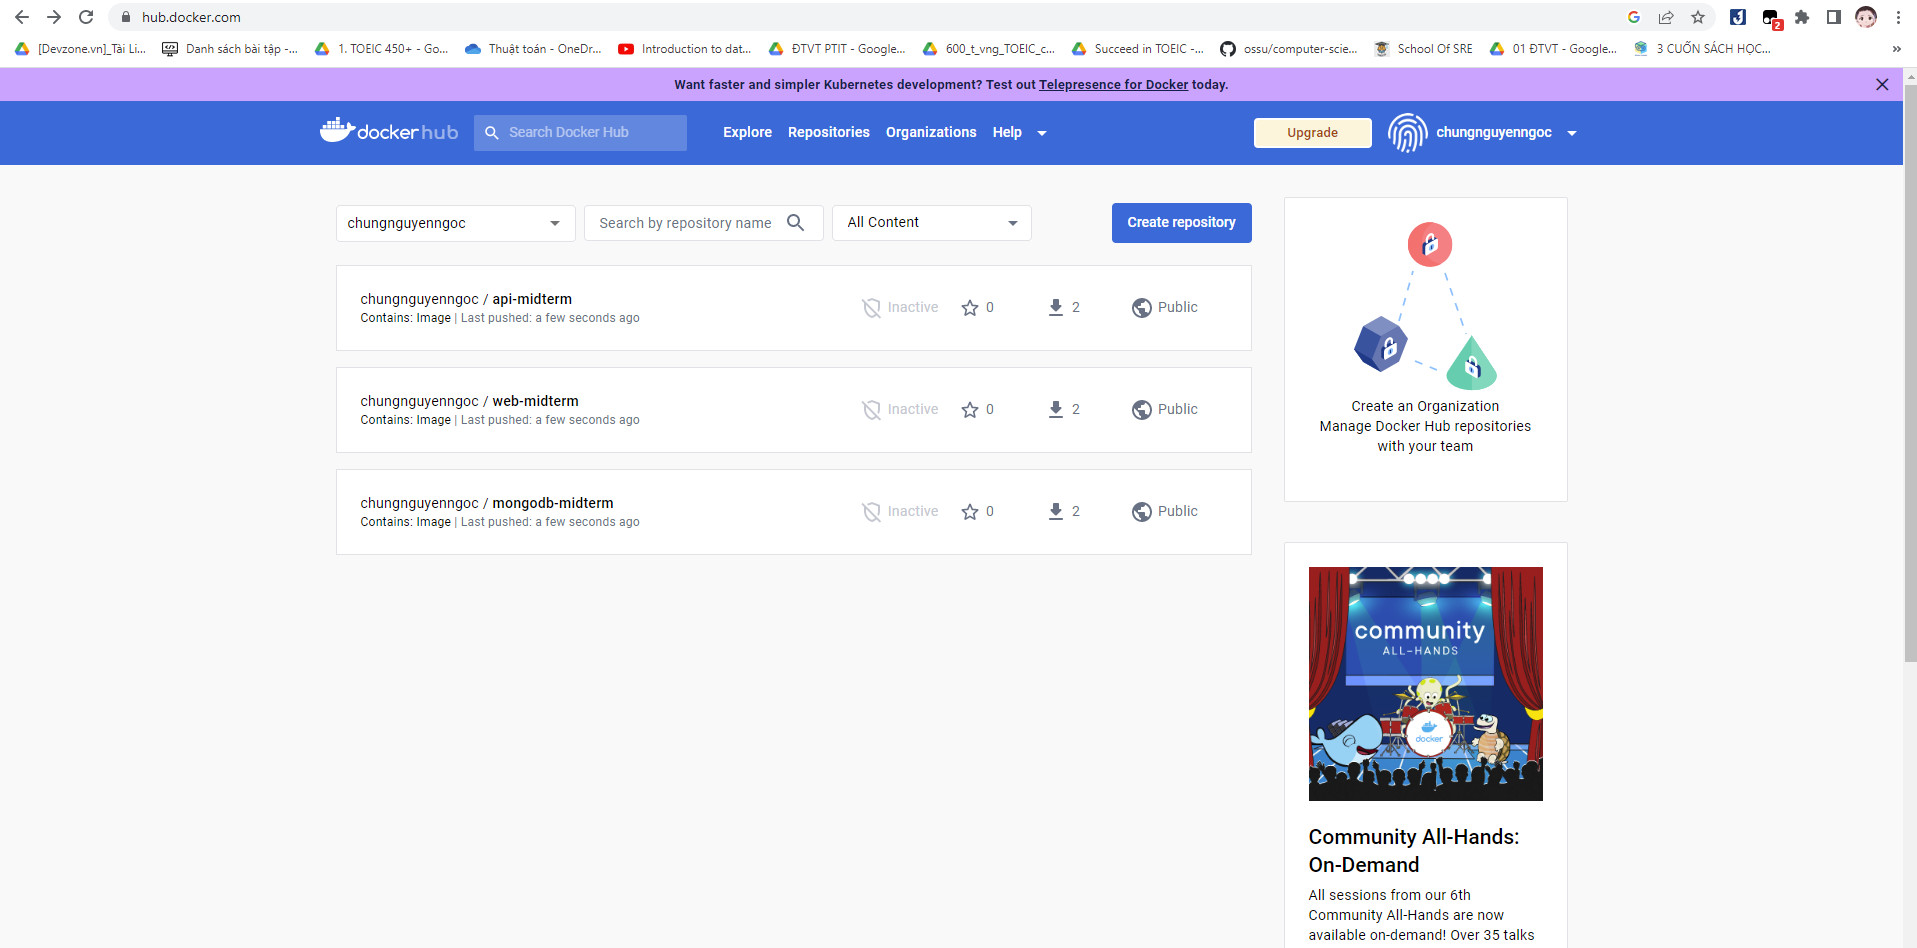 hub.docker.com
[Devzone.vn]_Tài Li...
Danh sách bài tập -...
1. TOEIC 450+ - Go...
Thuật toán - OneDr...
Introduction to dat...
ĐTVT PTIT - Google...
600_t_vng_TOEIC_c...
Succeed in TOEIC -...
ossu/computer-scie...
School Of SRE
01 ĐTVT - Google...
3 CUỐN SÁCH HỌC...
»
Want faster and simpler Kubernetes development? Test out Telepresence for Docker today.
docker hub
Search Docker Hub
Explore
Repositories
Organizations
Help
Upgrade
chungnguyenngoc
chungnguyenngoc
Search by repository name
All Content
Create repository
chungnguyenngoc / api-midterm
Contains: Image | Last pushed: a few seconds ago
Inactive
0
2
Public
chungnguyenngoc / web-midterm
Contains: Image | Last pushed: a few seconds ago
Inactive
0
2
Public
chungnguyenngoc / mongodb-midterm
Contains: Image | Last pushed: a few seconds ago
Inactive
0
2
Public
Create an Organization
Manage Docker Hub repositories
with your team
community
ALL-HANDS
docker
Community All-Hands:
On-Demand
All sessions from our 6th
Community All-Hands are now
available on-demand! Over 35 talks
2